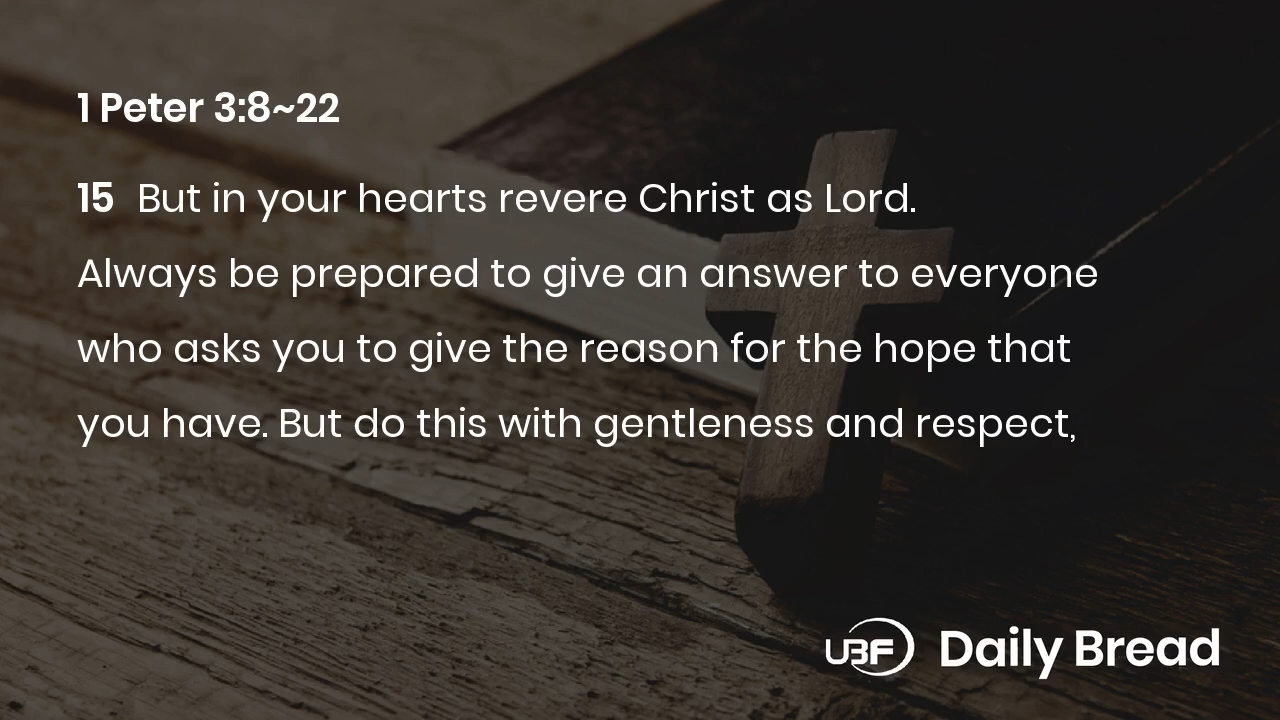 1 Peter 3:8~22
15 But in your hearts revere Christ as Lord.
Always be prepared to give an answer to everyone
who asks you to give the reason for the hope that
you have. But do this with gentleness and respect,
UBF Daily Bread